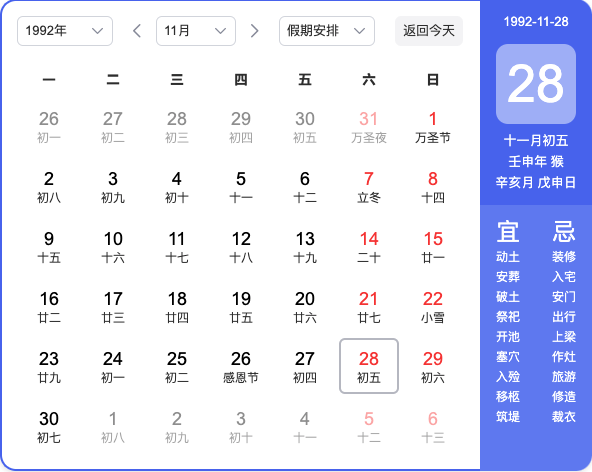 1992年 11月 假期安排 返回今天
一 二 三 四 五 六 日
26 27 28 29 30 31 1
初一 初二 初三 初四 初五 万圣夜 万圣节
2 3 4 5 6 7 8
初八 初九 初十 十一 十二 立冬 十四
9 10 11 12 13 14 15
十五 十六 十七 十八 十九 二十 廿一
16 17 18 19 20 21 22
廿二 廿三 廿四 廿五 廿六 廿七 小雪
23 24 25 26 27 28 29
廿九 初一 初二 感恩节 初四 初五 初六
30 1 2 3 4 5 6
初七 初八 初九 初十 十一 十二 十三
1992-11-28
28
十一月初五
壬申年 猴
辛亥月 戊申日
宜 忌
动土 装修
安葬 入宅
破土 安门
祭祀 出行
开池 上梁
塞穴 作灶
入殓 旅游
移柩 修造
筑堤 裁衣